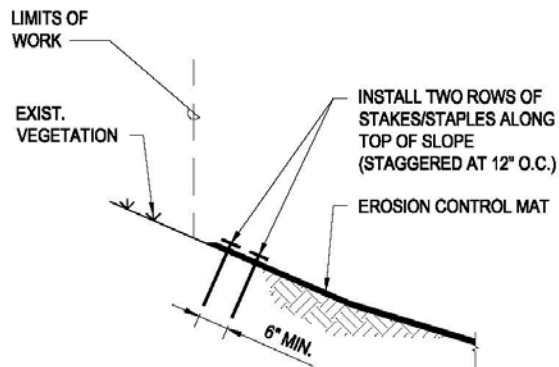 LIMITS OF
WORK
EXIST.
VEGETATION
INSTALL TWO ROWS OF
STAKES/STAPLES ALONG
TOP OF SLOPE
(STAGGERED AT 12" O.C.)
EROSION CONTROL MAT
6" MIN.